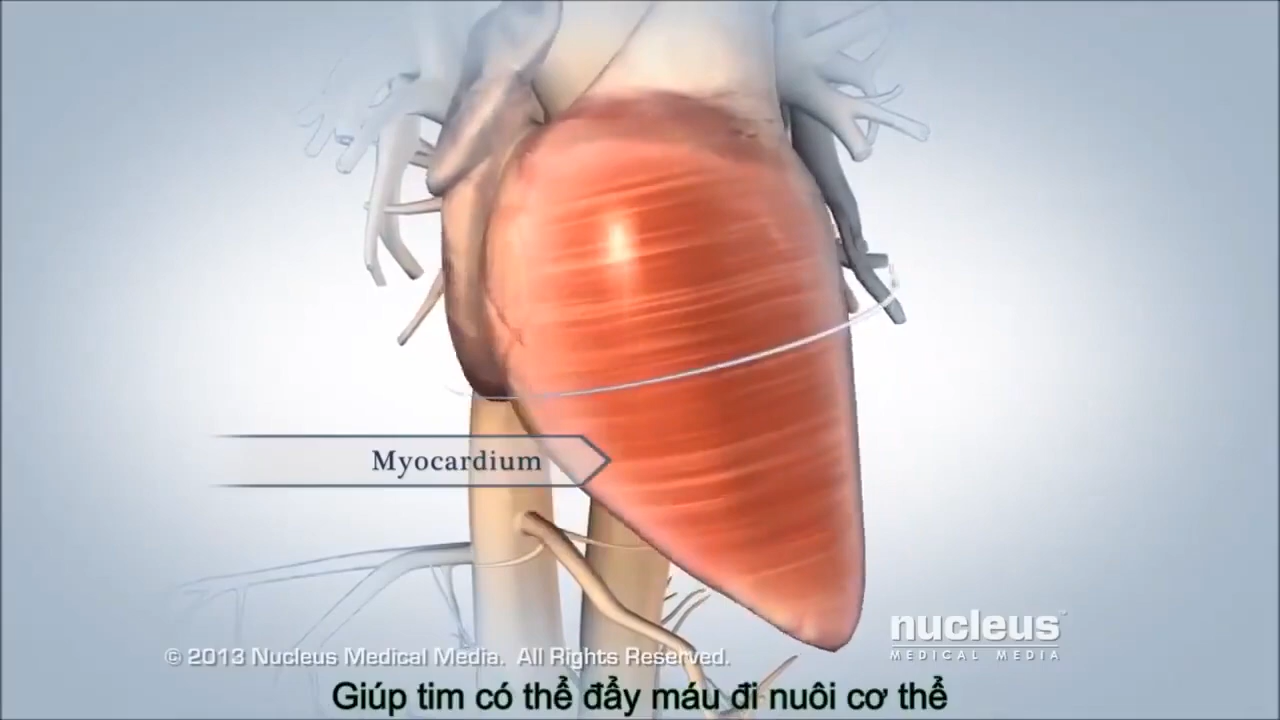 Myocardium
nucleus
MEDICAL MEDIA
© 2013 Nucleus Medical Media. All Rights Reserved.
Giúp tim có thể đẩy máu đi nuôi cơ thể